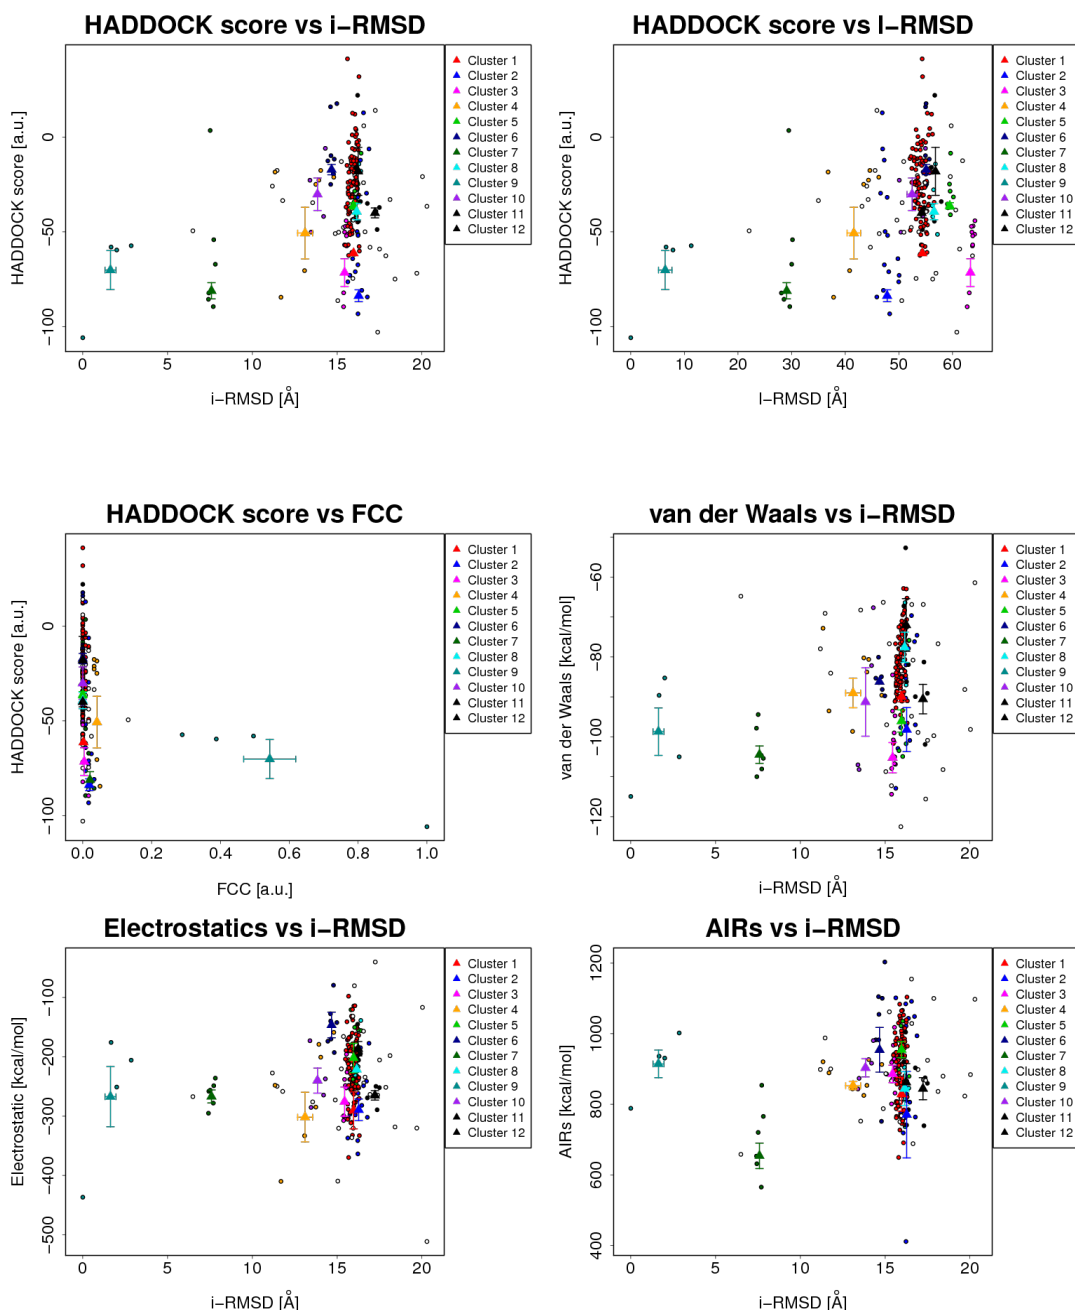 HADDOCK score vs i−RMSD
HADDOCK score [a.u.]
0
−50
−100
0
5
10
15
20
i−RMSD [Å]
Cluster 1
Cluster 2
Cluster 3
Cluster 4
Cluster 5
Cluster 6
Cluster 7
Cluster 8
Cluster 9
Cluster 10
Cluster 11
Cluster 12
HADDOCK score vs l−RMSD
HADDOCK score [a.u.]
0
−50
−100
0
10
20
30
40
50
60
l−RMSD [Å]
Cluster 1
Cluster 2
Cluster 3
Cluster 4
Cluster 5
Cluster 6
Cluster 7
Cluster 8
Cluster 9
Cluster 10
Cluster 11
Cluster 12
HADDOCK score vs FCC
HADDOCK score [a.u.]
0
−50
−100
0.0
0.2
0.4
0.6
0.8
1.0
FCC [a.u.]
Cluster 1
Cluster 2
Cluster 3
Cluster 4
Cluster 5
Cluster 6
Cluster 7
Cluster 8
Cluster 9
Cluster 10
Cluster 11
Cluster 12
van der Waals vs i−RMSD
van der Waals [kcal/mol]
−60
−80
−100
−120
0
5
10
15
20
i−RMSD [Å]
Cluster 1
Cluster 2
Cluster 3
Cluster 4
Cluster 5
Cluster 6
Cluster 7
Cluster 8
Cluster 9
Cluster 10
Cluster 11
Cluster 12
Electrostatics vs i−RMSD
Electrostatic [kcal/mol]
−100
−200
−300
−400
−500
0
5
10
15
20
i−RMSD [Å]
Cluster 1
Cluster 2
Cluster 3
Cluster 4
Cluster 5
Cluster 6
Cluster 7
Cluster 8
Cluster 9
Cluster 10
Cluster 11
Cluster 12
AIRs vs i−RMSD
AIRs [kcal/mol]
1200
1000
800
600
400
0
5
10
15
20
i−RMSD [Å]
Cluster 1
Cluster 2
Cluster 3
Cluster 4
Cluster 5
Cluster 6
Cluster 7
Cluster 8
Cluster 9
Cluster 10
Cluster 11
Cluster 12